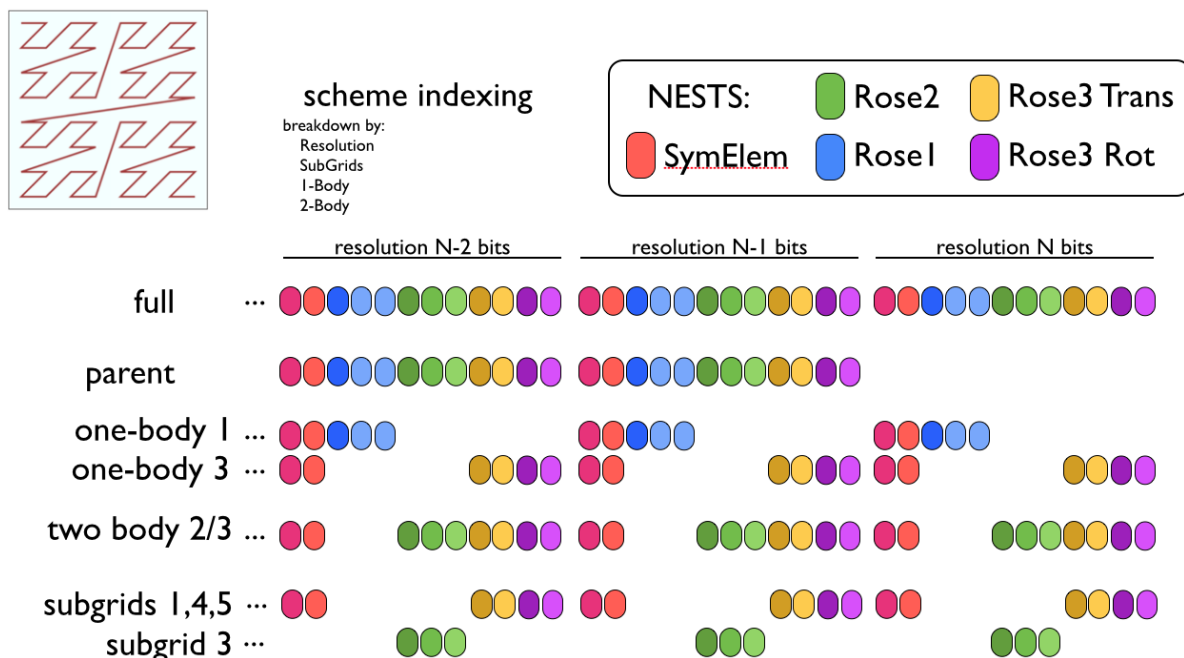 scheme indexing
breakdown by:
Resolution
SubGrids
1-Body
2-Body
NESTS:
Rose2
Rose3 Trans
SymElem
Rose1
Rose3 Rot
resolution N-2 bits
resolution N-1 bits
resolution N bits
full ...
parent
one-body 1 ...
one-body 3 ...
two body 2/3 ...
subgrids 1,4,5 ...
subgrid 3 ...